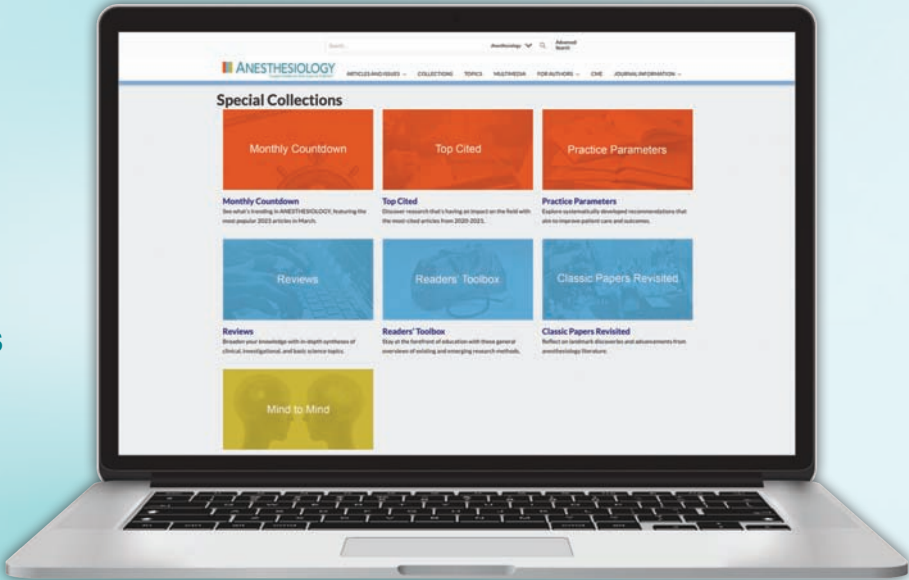 Search...
Anesthesiology
Advanced
Search
ANESTHESIOLOGY
ARTICLES AND ISSUES
COLLECTIONS
TOPICS
MULTIMEDIA
FOR AUTHORS
CME
JOURNAL INFORMATION
Special Collections
Monthly Countdown
Top Cited
Practice Parameters
Monthly Countdown
See what's trending in ANESTHESIOLOGY, featuring the
most popular 2023 articles in March.
Top Cited
Discover research that's having an impact on the field with
the most cited articles from 2020-2021.
Practice Parameters
Explore systematically developed recommendations that
aim to improve patient care and outcomes.
Reviews
Readers' Toolbox
Classic Papers Revisited
Reviews
Broaden your knowledge with in-depth syntheses of
clinical, investigational, and basic science topics.
Readers' Toolbox
Stay at the forefront of education with these general
overviews of existing and emerging research methods.
Classic Papers Revisited
Reflect on landmark discoveries and advancements from
anesthesiology literature.
Mind to Mind
s